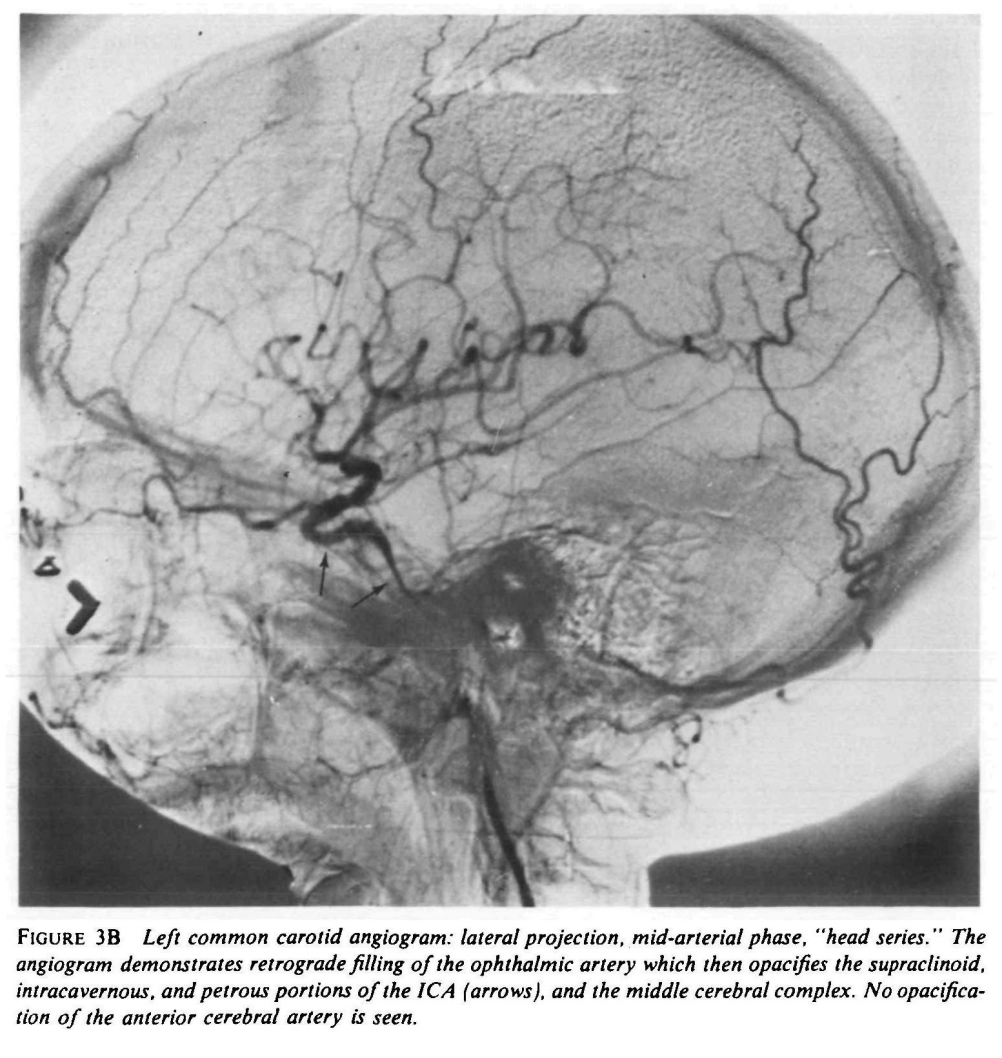 FIGURE 3B Left common carotid angiogram: lateral projection, mid-arterial phase, "head series." The
angiogram demonstrates retrograde filling of the ophthalmic artery which then opacifies the supraclinoid,
intracavernous, and petrous portions of the ICA (arrows), and the middle cerebral complex. No opacifica-
tion of the anterior cerebral artery is seen.